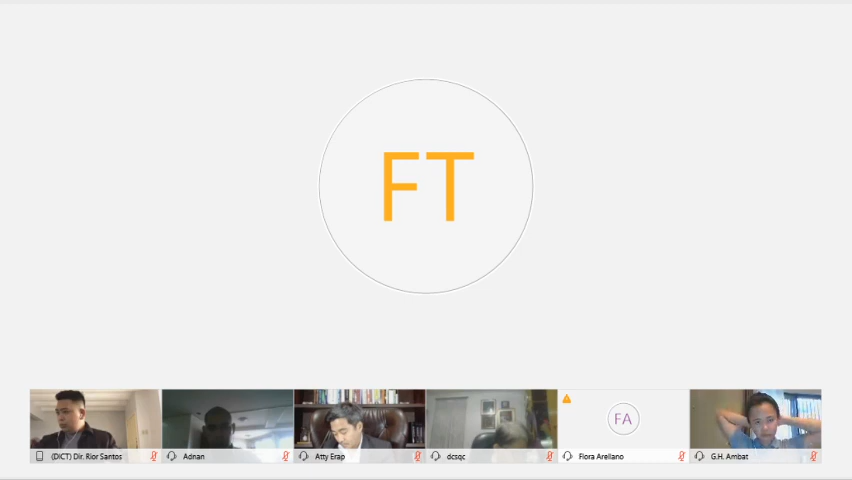 FT
(DICT) Dir. Rior Santos
Adnan
Atty Erap
dcsqc
FA
Flora Arellano
G.H. Ambat